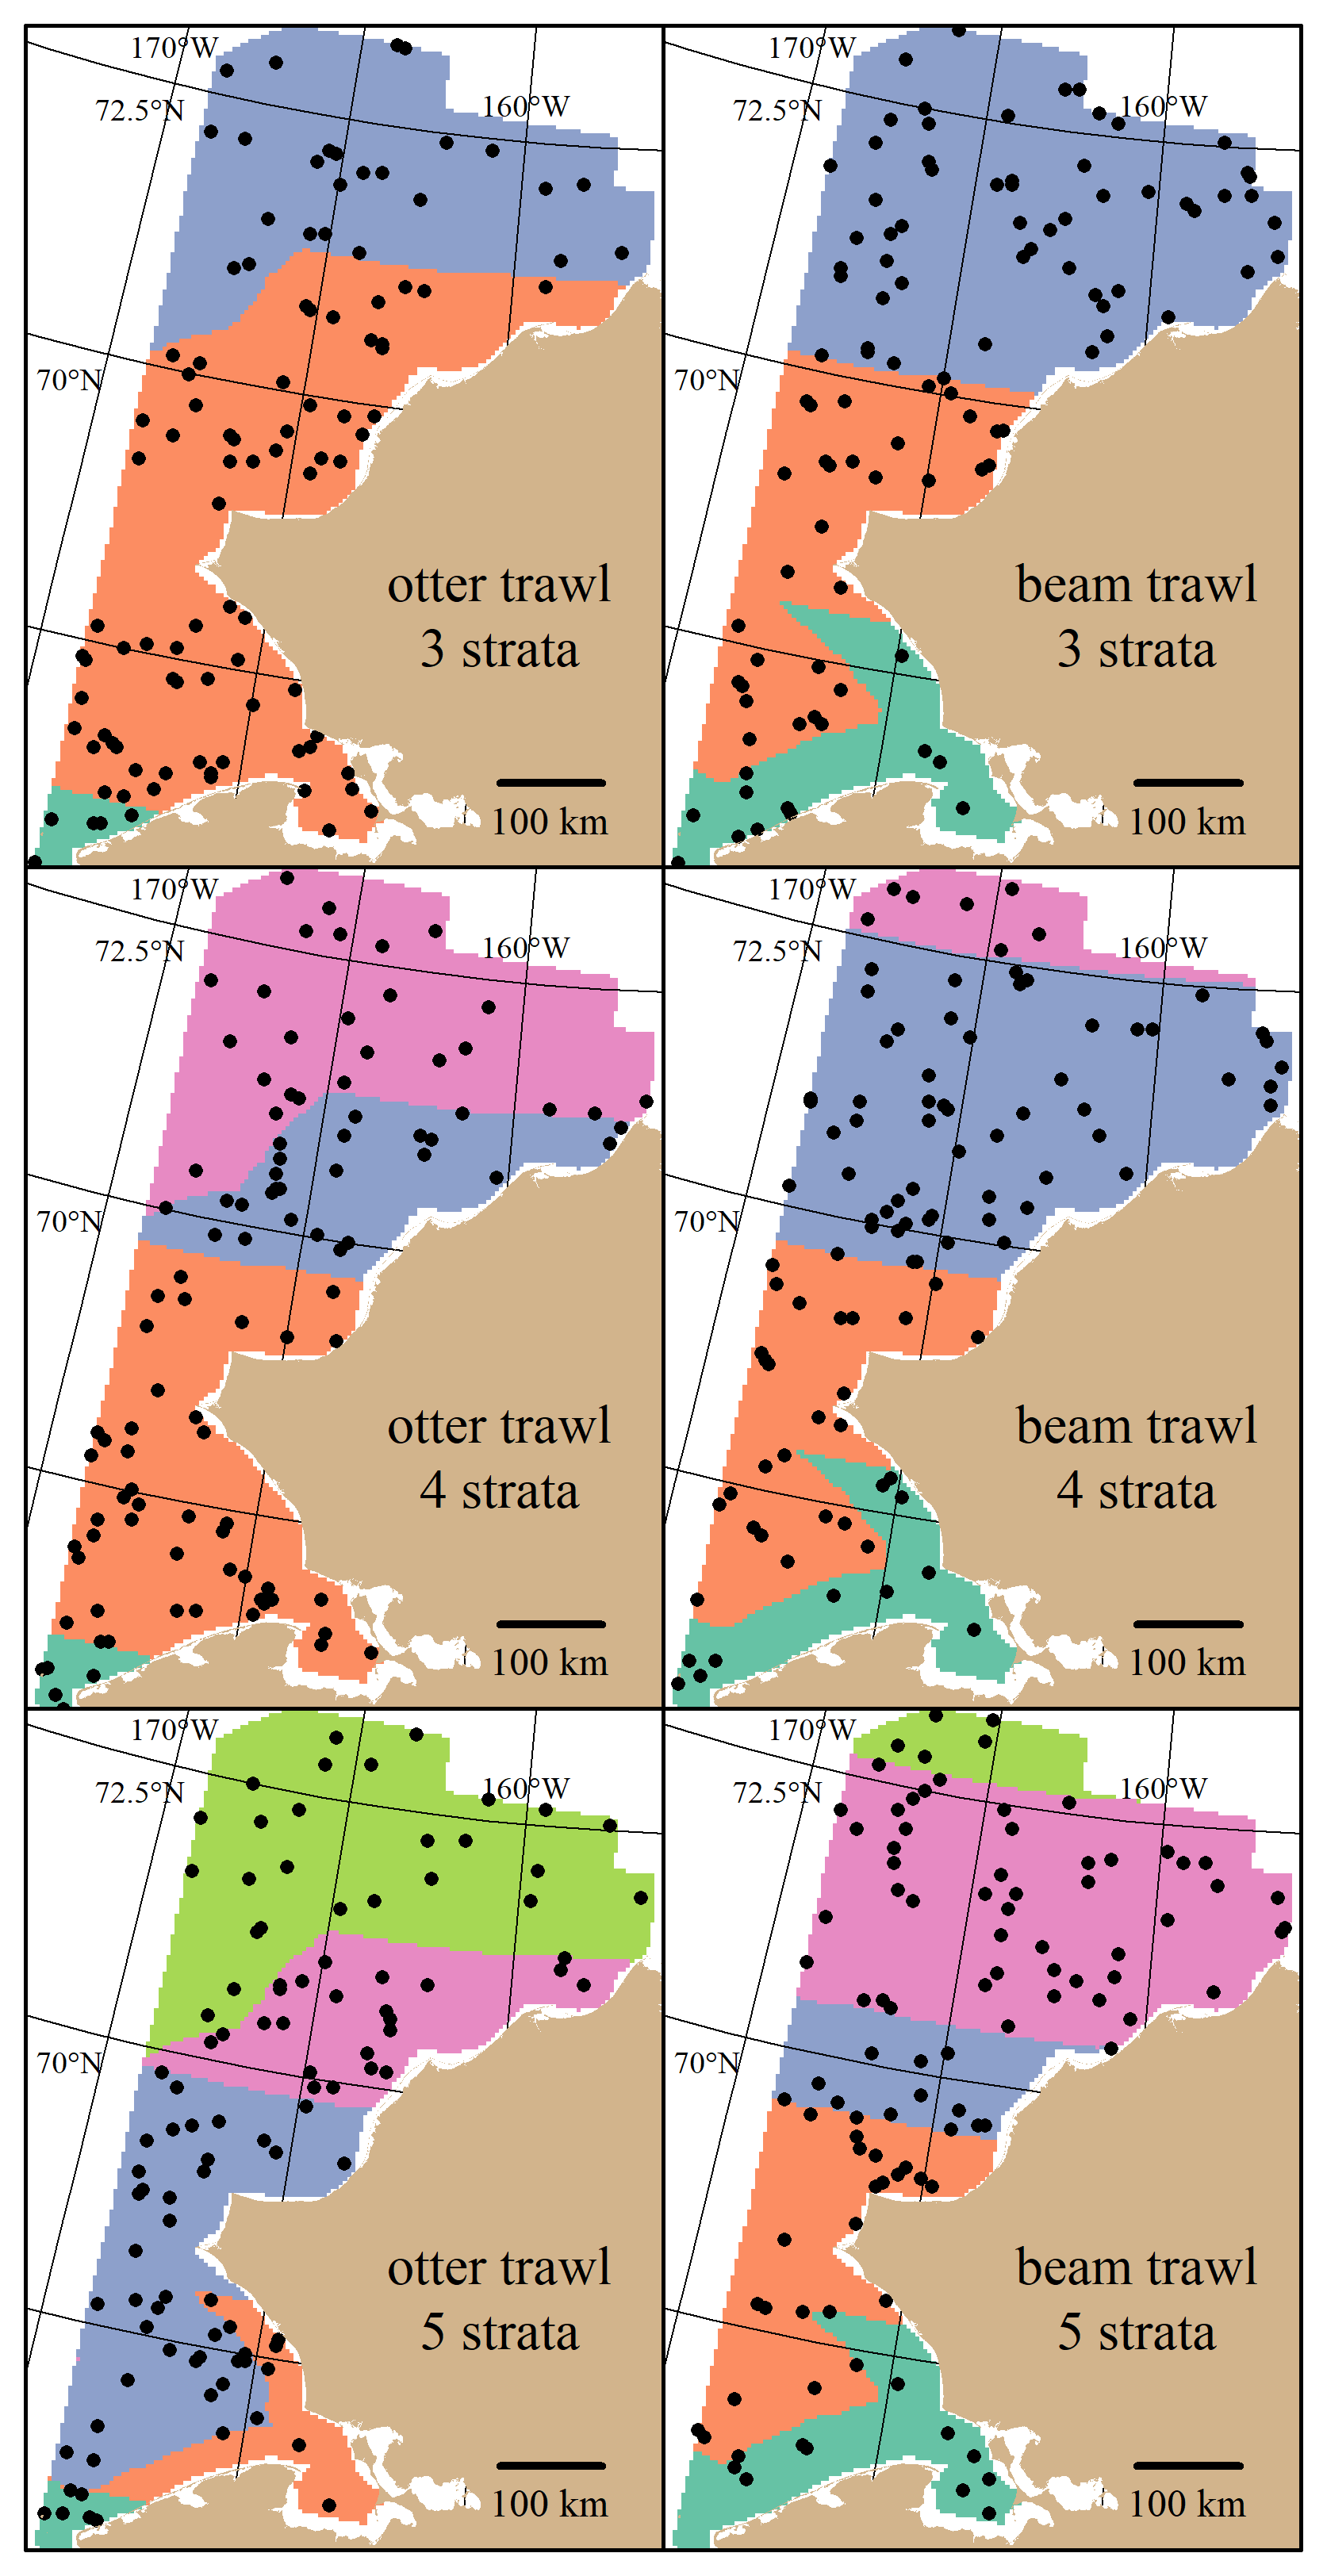 170°W
160°W
72.5°N
70°N
otter trawl
3 strata
100 km
170°W
160°W
72.5°N
70°N
beam trawl
3 strata
100 km
170°W
160°W
72.5°N
70°N
otter trawl
4 strata
100 km
170°W
160°W
72.5°N
70°N
beam trawl
4 strata
100 km
170°W
160°W
72.5°N
70°N
otter trawl
5 strata
100 km
170°W
160°W
72.5°N
70°N
beam trawl
5 strata
100 km